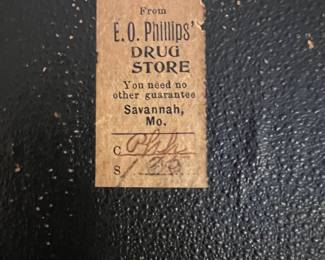 From
E.O. Phillips'
DRUG
STORE
You need no
other guarantee
Savannah,
Mo.
C
S